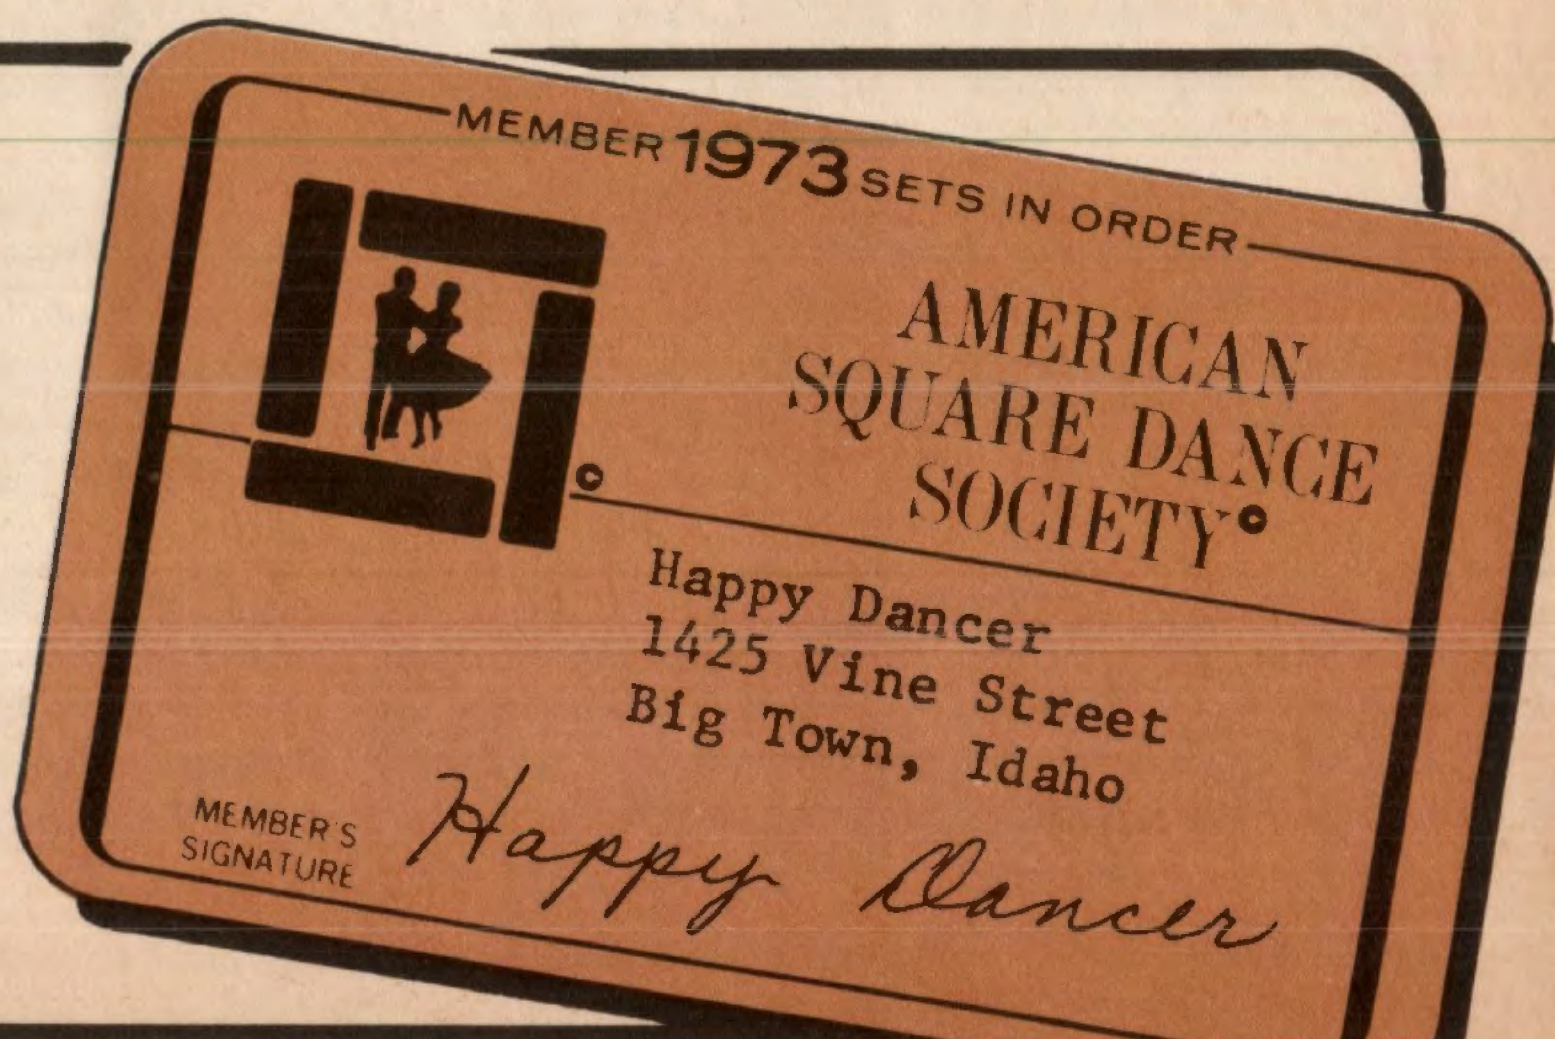 MEMBER 1973 SETS IN ORDER
AMERICAN
SQUARE DANCE
SOCIETY©
©
Happy Dancer
1425 Vine Street
Big Town, Idaho
MEMBER'S
SIGNATURE
Happy Dancer